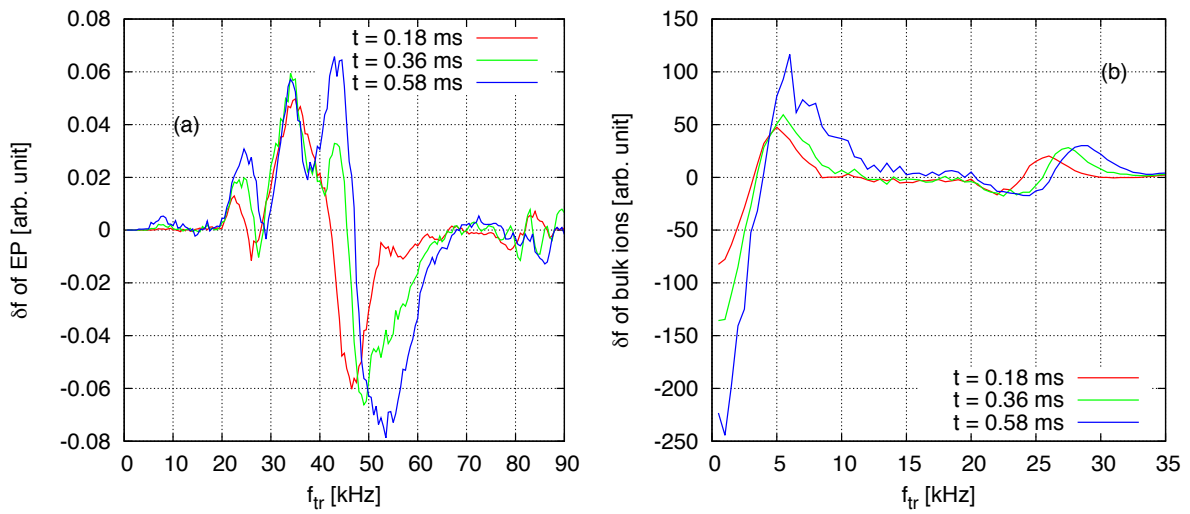 0.08
0.06
0.04
0.02
0
-0.02
-0.04
-0.06
-0.08
δf of EP [arb. unit]
t = 0.18 ms
t = 0.36 ms
t = 0.58 ms
(a)
0 10 20 30 40 50 60 70 80 90
f_tr [kHz]
150
100
50
0
-50
-100
-150
-200
-250
δf of bulk ions [arb. unit]
(b)
t = 0.18 ms
t = 0.36 ms
t = 0.58 ms
0 5 10 15 20 25 30 35
f_tr [kHz]